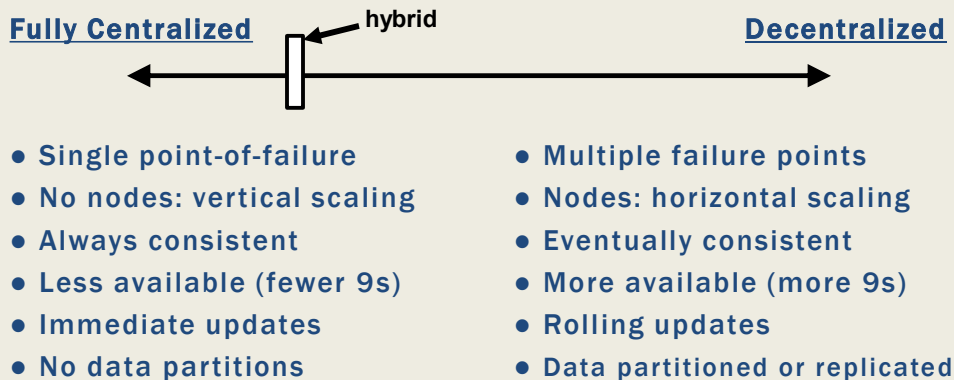 hybrid
Fully Centralized
Decentralized
● Single point-of-failure
● No nodes: vertical scaling
● Always consistent
● Less available (fewer 9s)
● Immediate updates
● No data partitions
● Multiple failure points
● Nodes: horizontal scaling
● Eventually consistent
● More available (more 9s)
● Rolling updates
● Data partitioned or replicated